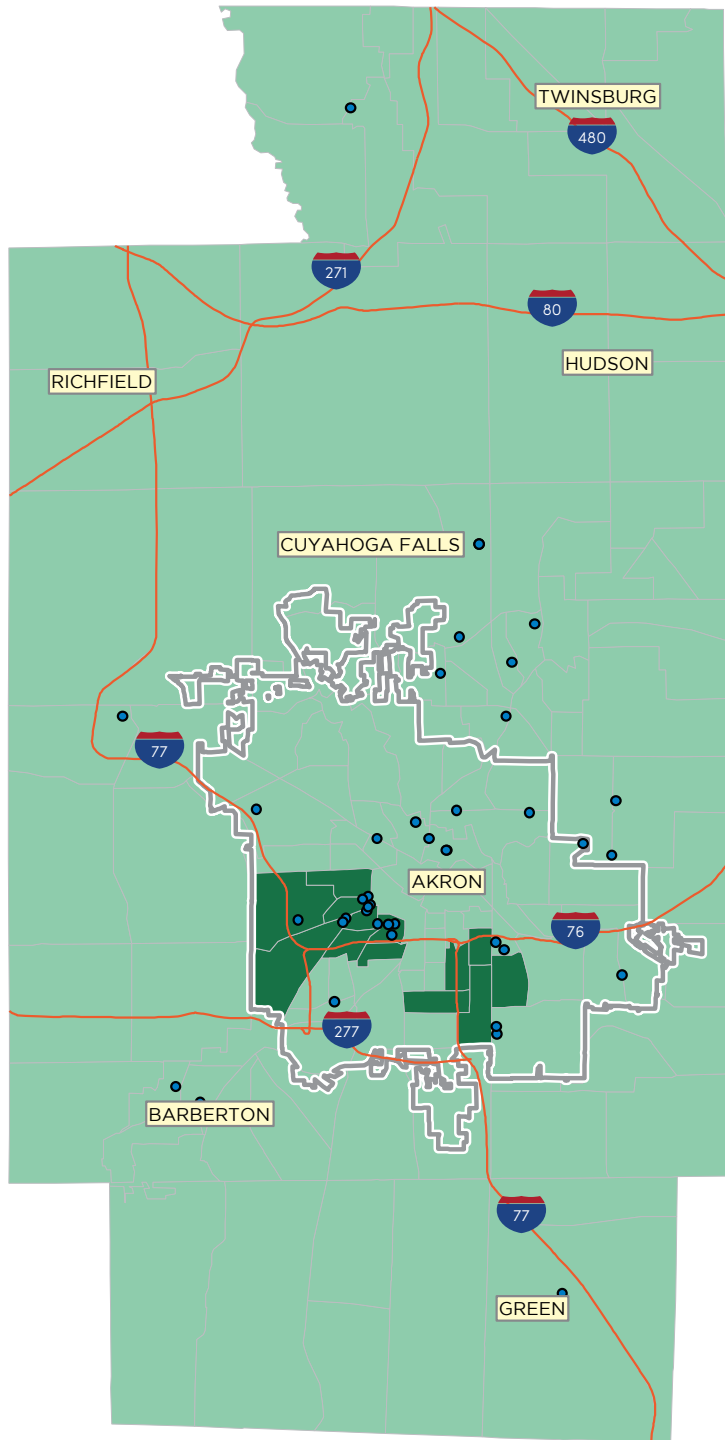 TWINSBURG
480
271
80
HUDSON
RICHFIELD
CUYAHOGA FALLS
77
AKRON
76
277
BARBERTON
77
GREEN